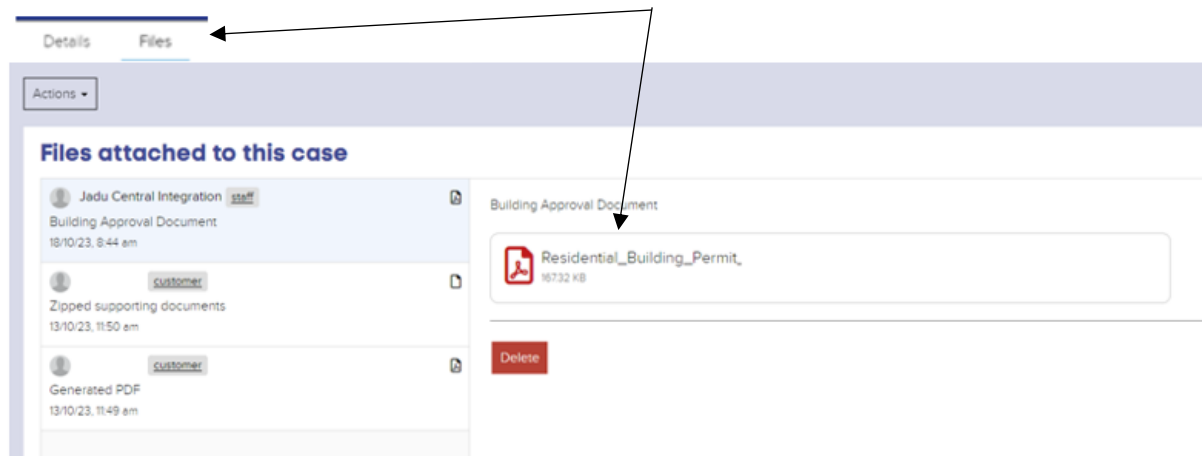 Details Files
Actions
Files attached to this case
Jadu Central Integration staff
Building Approval Document
18/10/23, 8:44 am
customer
Zipped supporting documents
13/10/23, 11:50 am
customer
Generated PDF
13/10/23, 11:49 am
Building Approval Document
Residential_Building_Permit_
167.32 KB
Delete